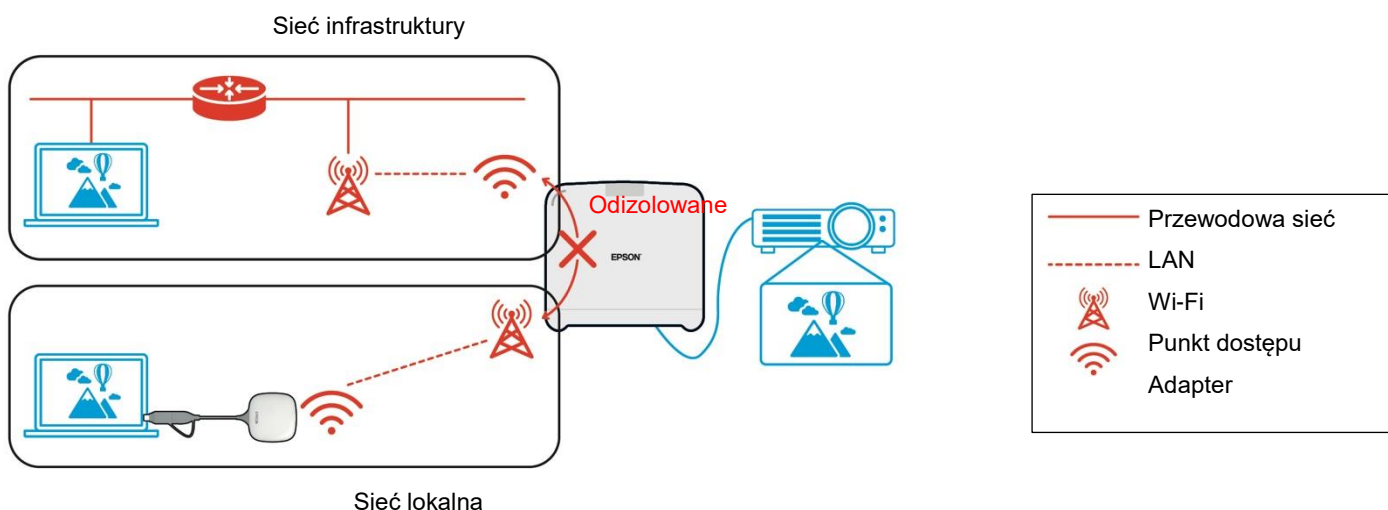 Sieć infrastruktury
Odizolowane
EPSON
Przewodowa sieć
LAN
Wi-Fi
Punkt dostępu
Adapter
Sieć lokalna